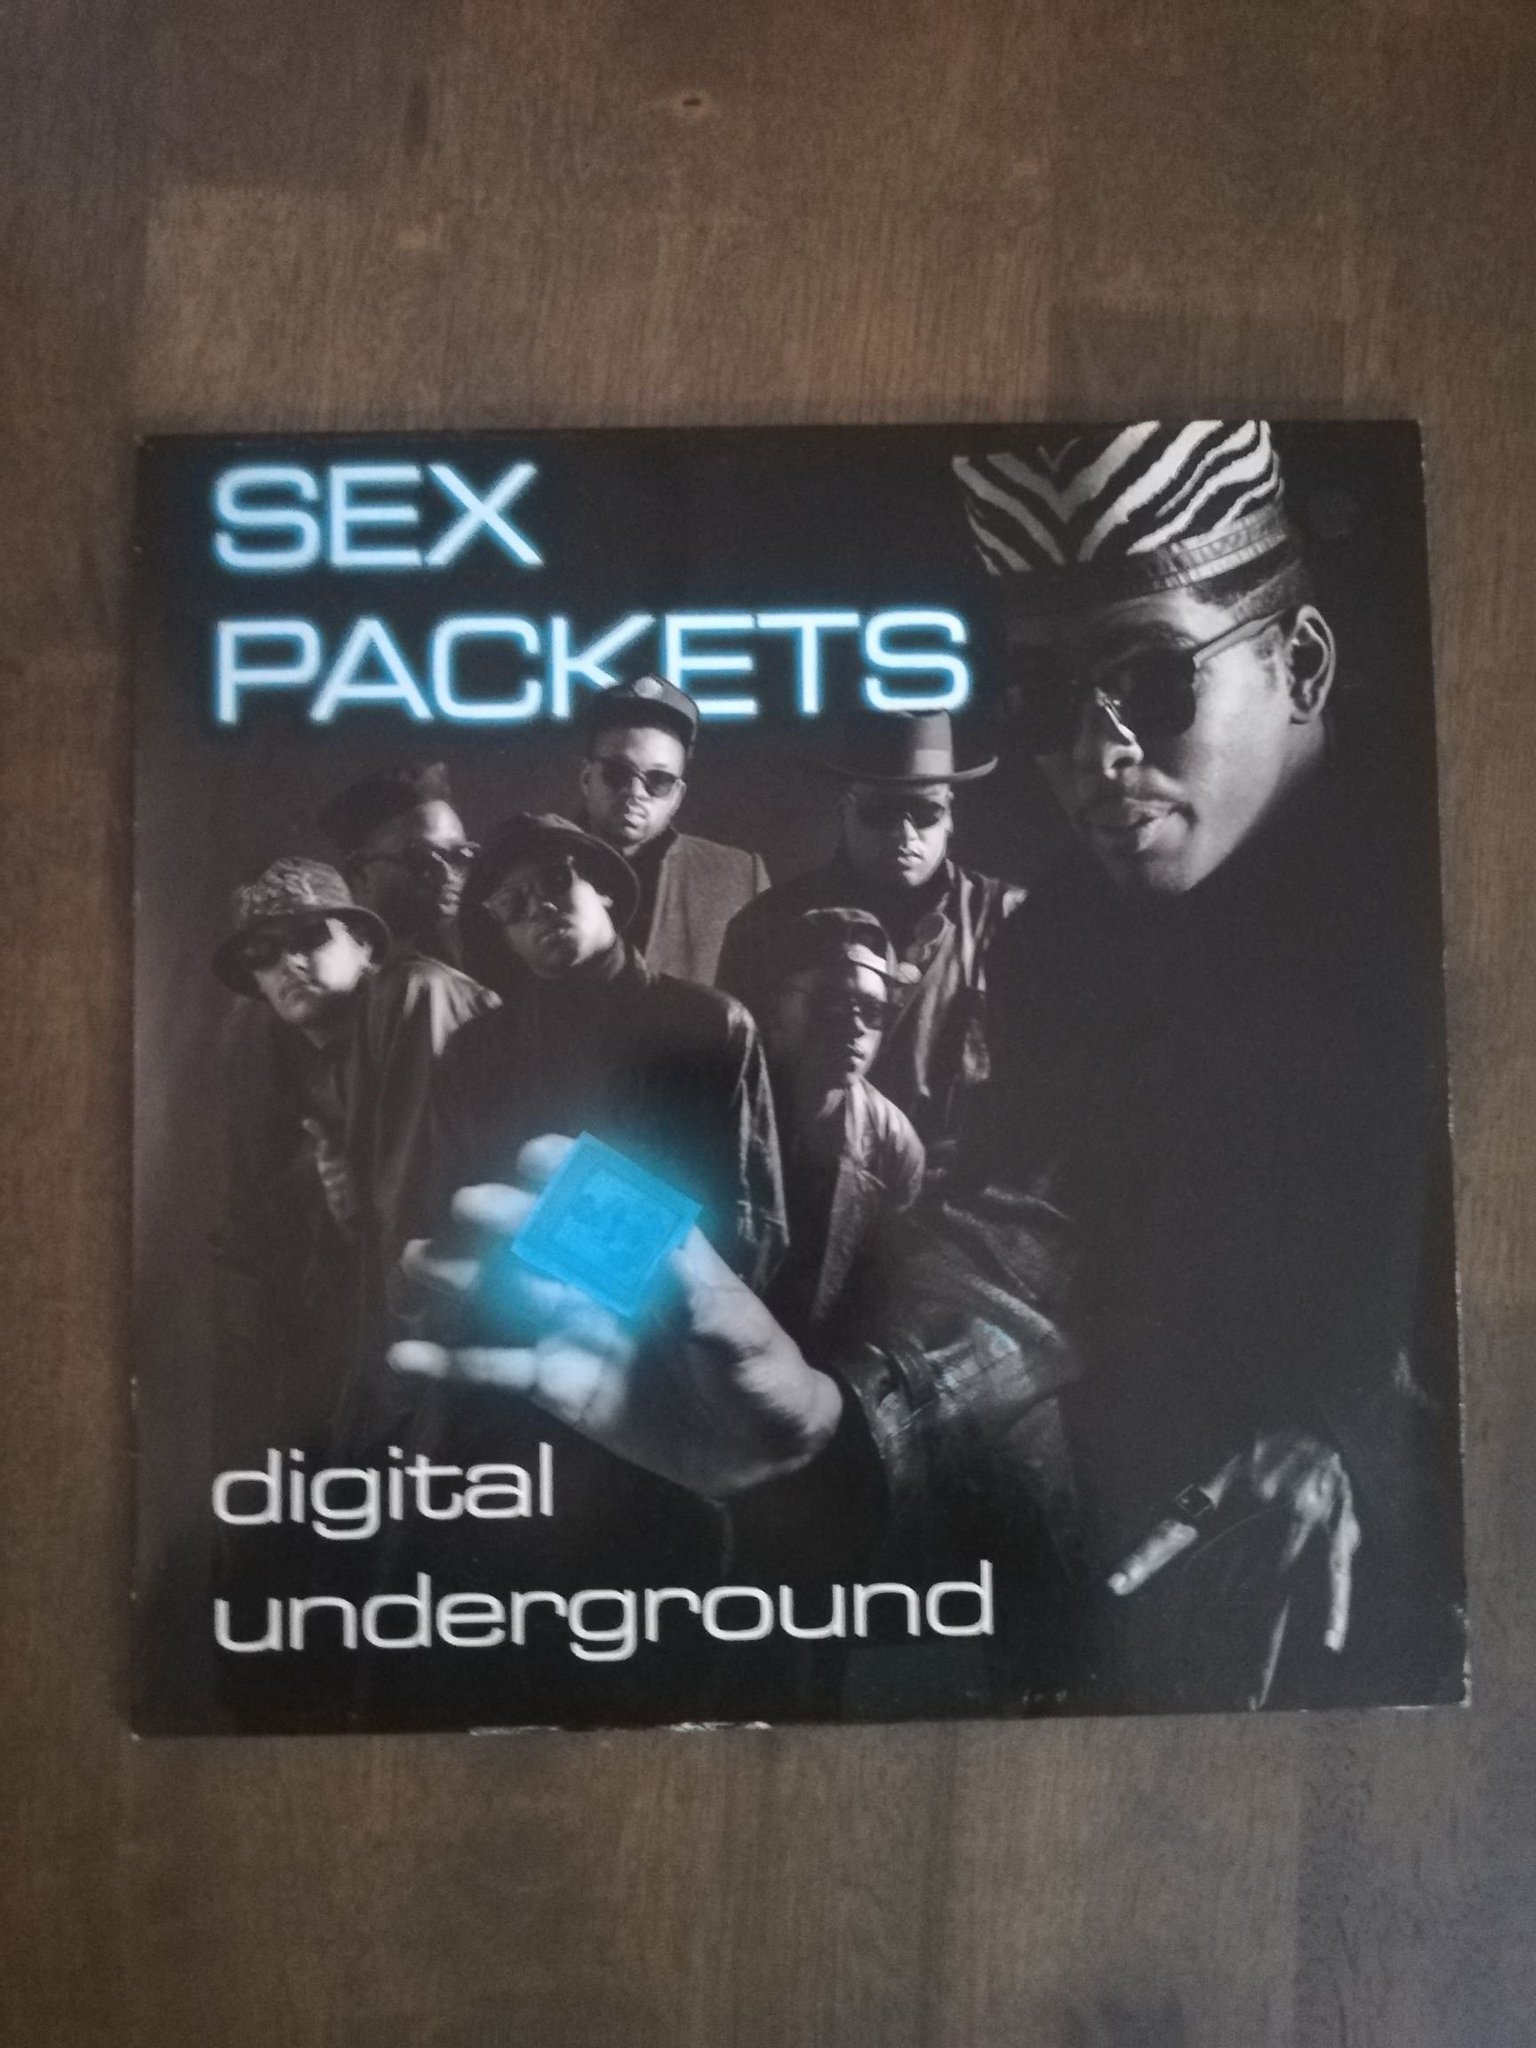 SEX
PACKETS
digital
underground